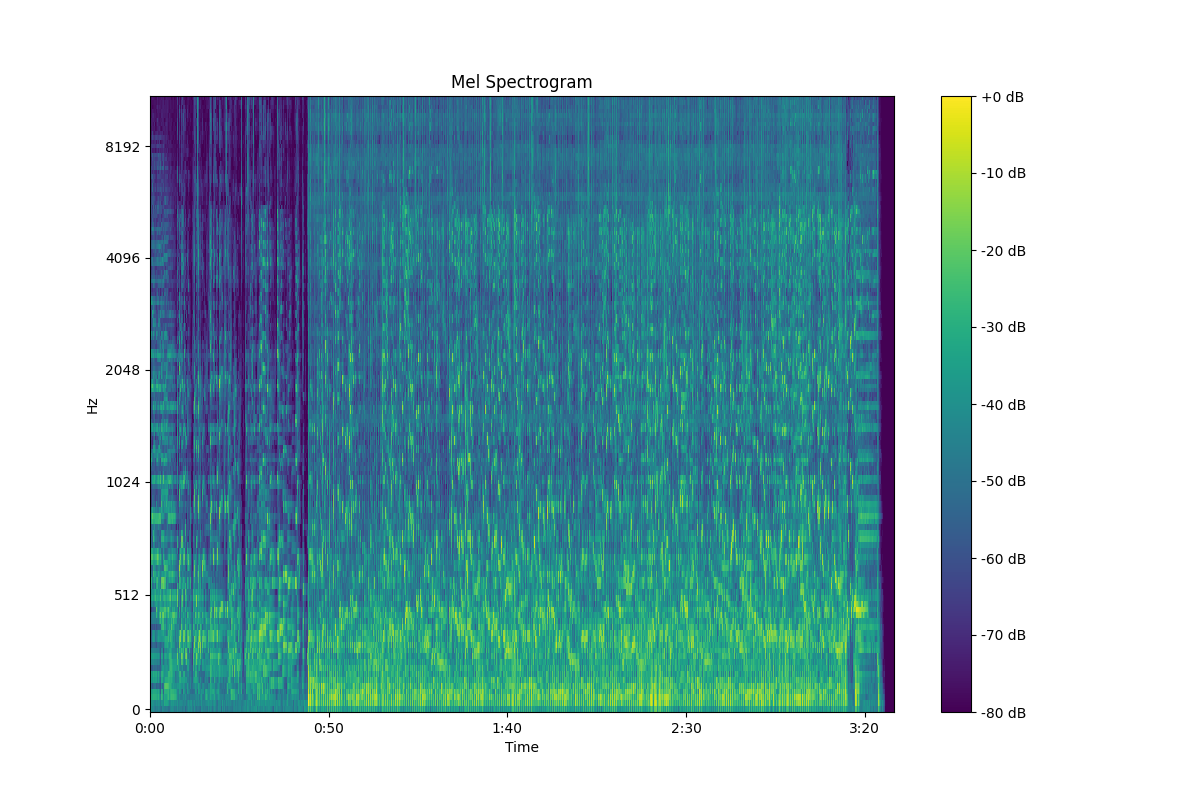 Mel Spectrogram
+0 dB
8192
-10 dB
-20 dB
4096
-30 dB
2048
-40 dB
Hz
1024
-50 dB
-60 dB
512
-70 dB
0
-80 dB
0:00 0:50 1:40 2:30 3:20
Time